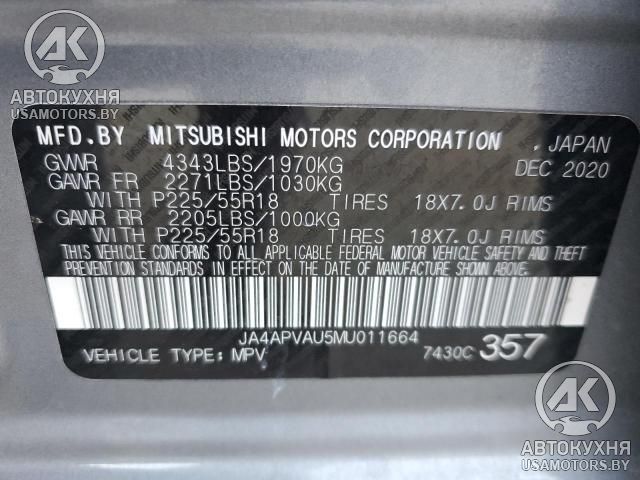 AK
АВТОКУХНЯ
USAMOTORS.BY
MFD.BY MITSUBISHI MOTORS CORPORATION , JAPAN
GVWR 4343LBS/1970KG DEC 2020
GAWR FR 2271LBS/1030KG
WITH P225/55R18 TIRES 18X7.0J RIMS
GAWR RR 2205LBS/1000KG
WITH P225/55R18 TIRES 18X7.0J RIMS
THIS VEHICLE CONFORMS TO ALL APPLICABLE FEDERAL MOTOR VEHICLE SAFETY AND THEFT
PREVENTION STANDARDS IN EFFECT ON THE DATE OF MANUFACTURE SHOWN ABOVE.
JA4APVAU5MU011664
VEHICLE TYPE: MPV 7430C 357
AK
АВТОКУХНЯ
USAMOTORS.BY